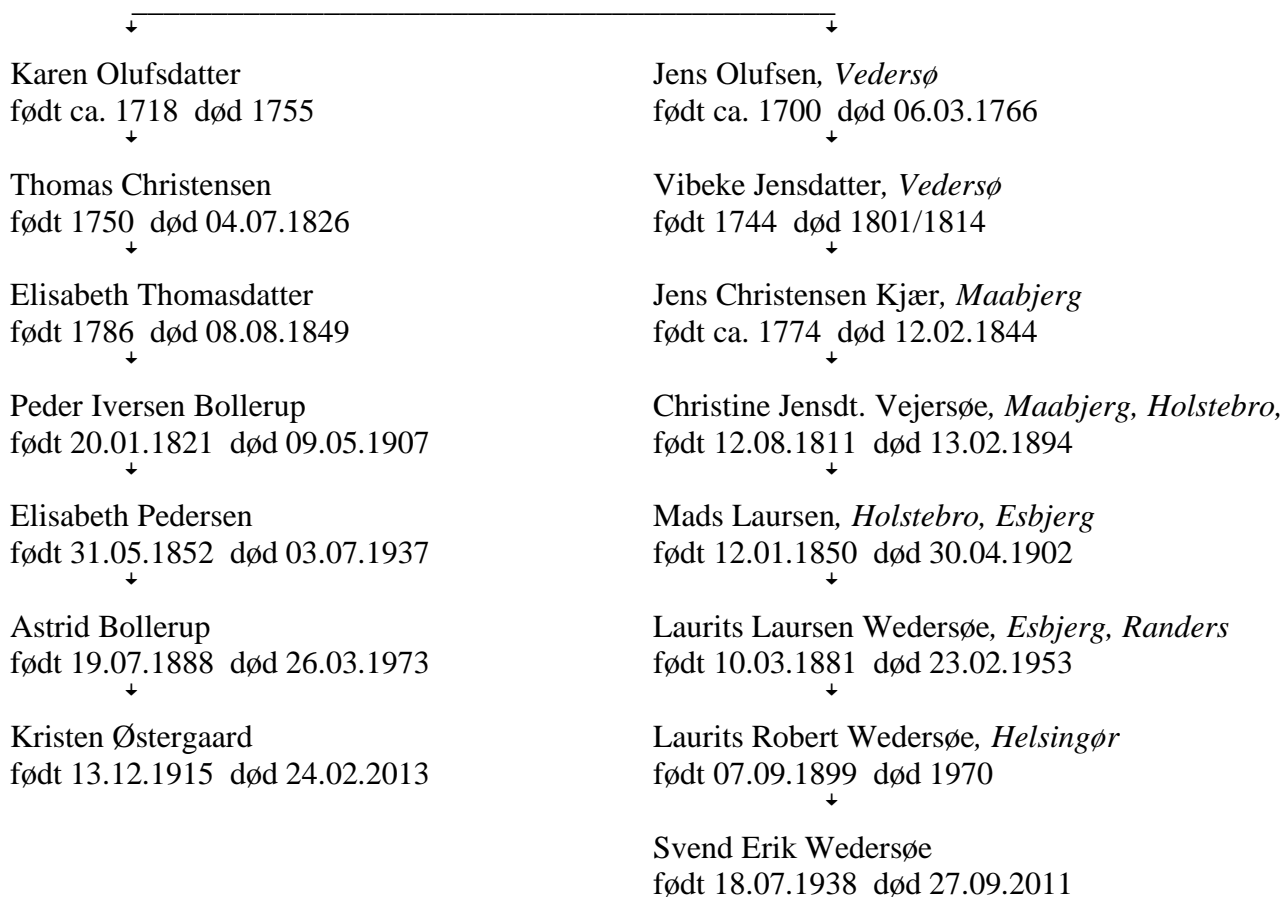 Karen Olufsdatter
født ca. 1718 død 1755
Thomas Christensen
født 1750 død 04.07.1826
Elisabeth Thomasdatter
født 1786 død 08.08.1849
Peder Iversen Bollerup
født 20.01.1821 død 09.05.1907
Elisabeth Pedersen
født 31.05.1852 død 03.07.1937
Astrid Bollerup
født 19.07.1888 død 26.03.1973
Kristen Østergaard
født 13.12.1915 død 24.02.2013
Jens Olufsen, Vedersø
født ca. 1700 død 06.03.1766
Vibeke Jensdatter, Vedersø
født 1744 død 1801/1814
Jens Christensen Kjær, Maabjerg
født ca. 1774 død 12.02.1844
Christine Jensdt. Vejersøe, Maabjerg, Holstebro,
født 12.08.1811 død 13.02.1894
Mads Laursen, Holstebro, Esbjerg
født 12.01.1850 død 30.04.1902
Laurits Laursen Wedersøe, Esbjerg, Randers
født 10.03.1881 død 23.02.1953
Laurits Robert Wedersøe, Helsingør
født 07.09.1899 død 1970
Svend Erik Wedersøe
født 18.07.1938 død 27.09.2011